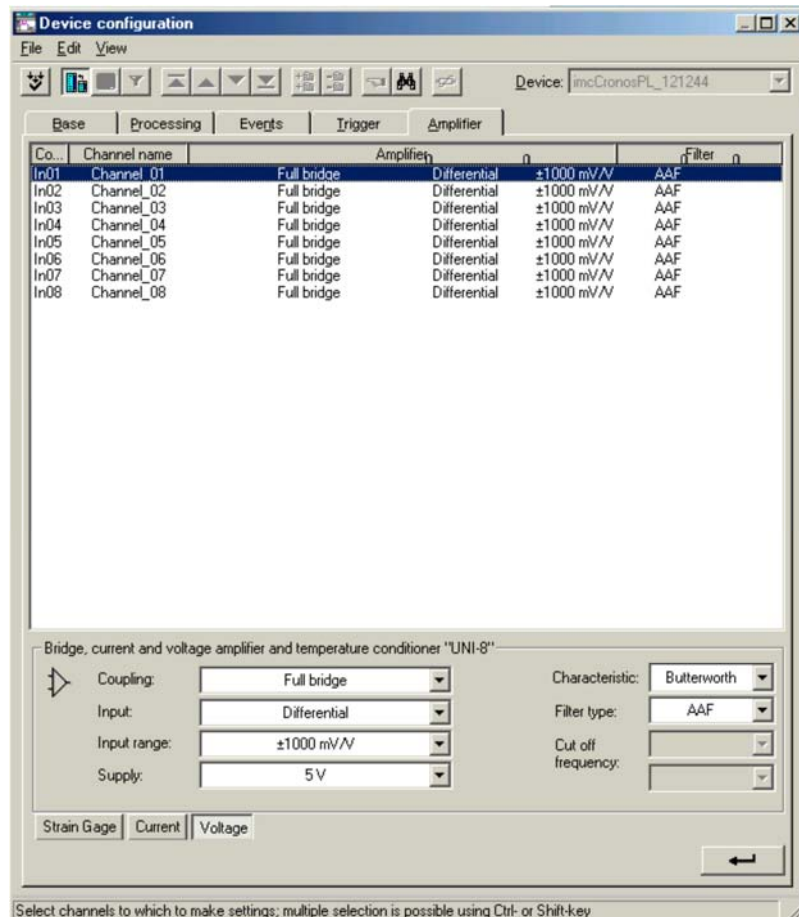 Device configuration
File Edit View
Device: imcCronosPL_121244
Base Processing Events Trigger Amplifier
Co... Channel name Amplifier Filter
In01 Channel_01 Full bridge Differential ±1000 mV/V AAF
In02 Channel_02 Full bridge Differential ±1000 mV/V AAF
In03 Channel_03 Full bridge Differential ±1000 mV/V AAF
In04 Channel_04 Full bridge Differential ±1000 mV/V AAF
In05 Channel_05 Full bridge Differential ±1000 mV/V AAF
In06 Channel_06 Full bridge Differential ±1000 mV/V AAF
In07 Channel_07 Full bridge Differential ±1000 mV/V AAF
In08 Channel_08 Full bridge Differential ±1000 mV/V AAF
Bridge, current and voltage amplifier and temperature conditioner "UNI-8"
Coupling: Full bridge Characteristic: Butterworth
Input: Differential Filter type: AAF
Input range: ±1000 mV/V Cut off
frequency:
Supply: 5 V
Strain Gage Current Voltage
Select channels to which to make settings; multiple selection is possible using Ctrl- or Shift-key